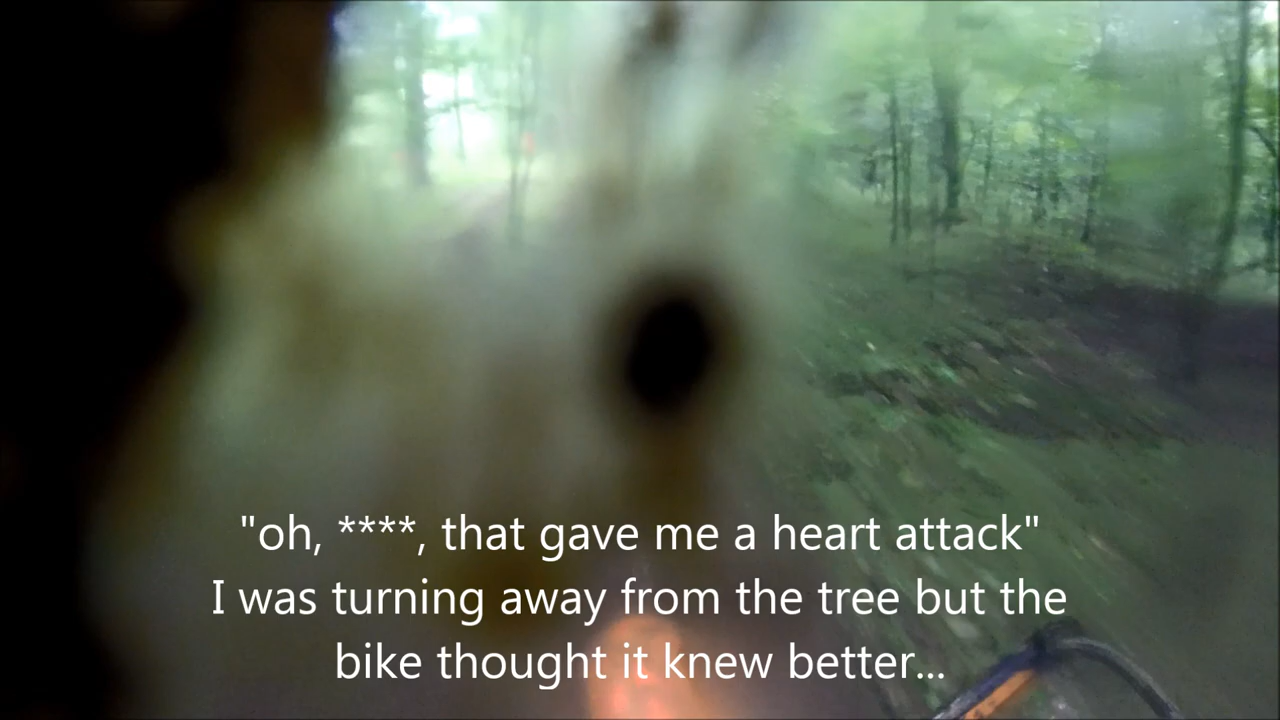 "oh, ****, that gave me a heart attack"
I was turning away from the tree but the
bike thought it knew better...